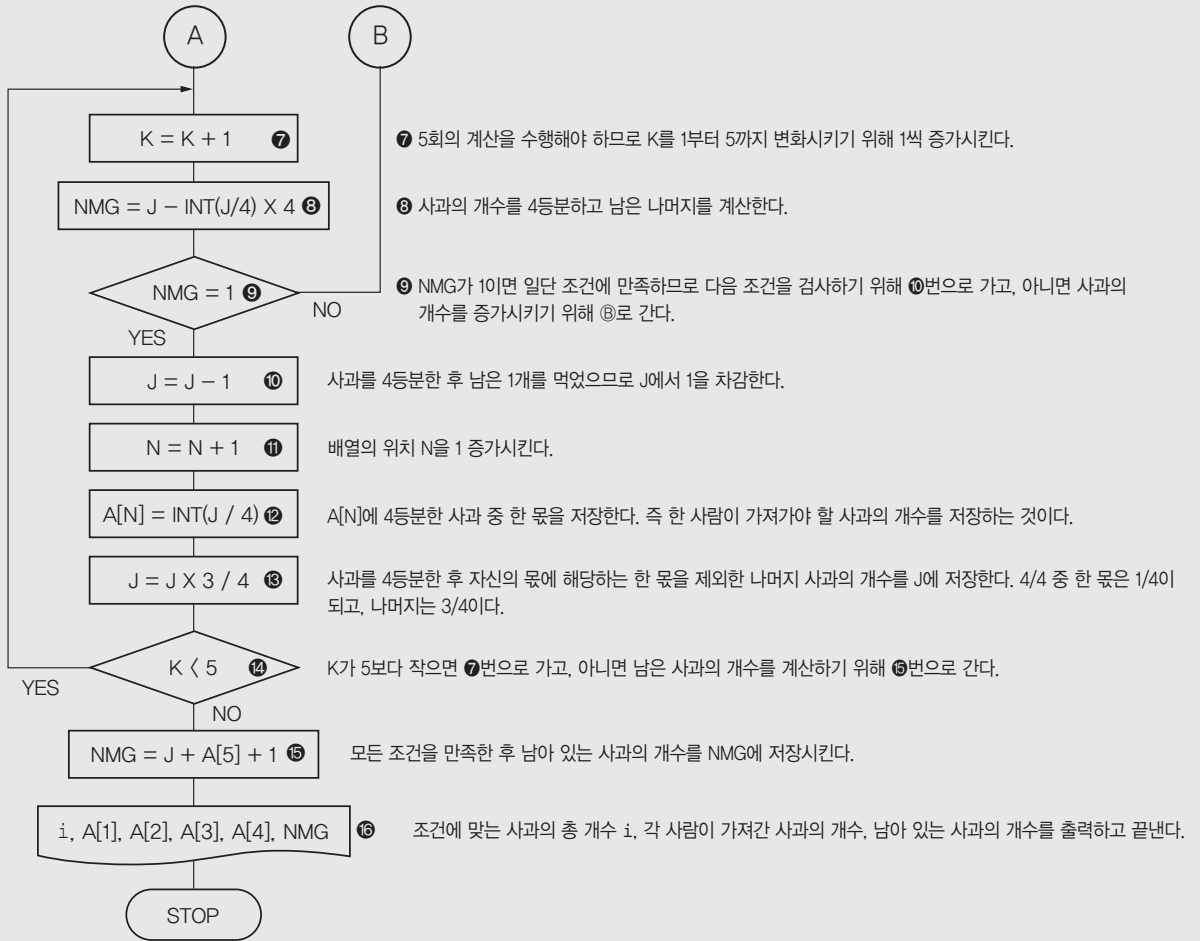 A
B
K = K + 1 ❼
❼ 5회의 계산을 수행해야 하므로 K를 1부터 5까지 변화시키기 위해 1씩 증가시킨다.
NMG = J − INT(J/4) X 4 ❽
❽ 사과의 개수를 4등분하고 남은 나머지를 계산한다.
NMG = 1 ❾
NO
❾ NMG가 1이면 일단 조건에 만족하므로 다음 조건을 검사하기 위해 ❿번으로 가고, 아니면 사과의
개수를 증가시키기 위해 Ⓑ로 간다.
YES
J = J − 1 ❿
사과를 4등분한 후 남은 1개를 먹었으므로 J에서 1을 차감한다.
N = N + 1 ⓫
배열의 위치 N을 1 증가시킨다.
A[N] = INT(J / 4) ⓬
A[N]에 4등분한 사과 중 한 몫을 저장한다. 즉 한 사람이 가져가야 할 사과의 개수를 저장하는 것이다.
J = J X 3 / 4 ⓭
사과를 4등분한 후 자신의 몫에 해당하는 한 몫을 제외한 나머지 사과의 개수를 J에 저장한다. 4/4 중 한 몫은 1/4이
되고, 나머지는 3/4이다.
K < 5 ⓮
K가 5보다 작으면 ❼번으로 가고, 아니면 남은 사과의 개수를 계산하기 위해 ⓯번으로 간다.
YES
NO
NMG = J + A[5] + 1 ⓯
모든 조건을 만족한 후 남아 있는 사과의 개수를 NMG에 저장시킨다.
i, A[1], A[2], A[3], A[4], NMG ⓰
조건에 맞는 사과의 총 개수 i, 각 사람이 가져간 사과의 개수, 남아 있는 사과의 개수를 출력하고 끝낸다.
STOP